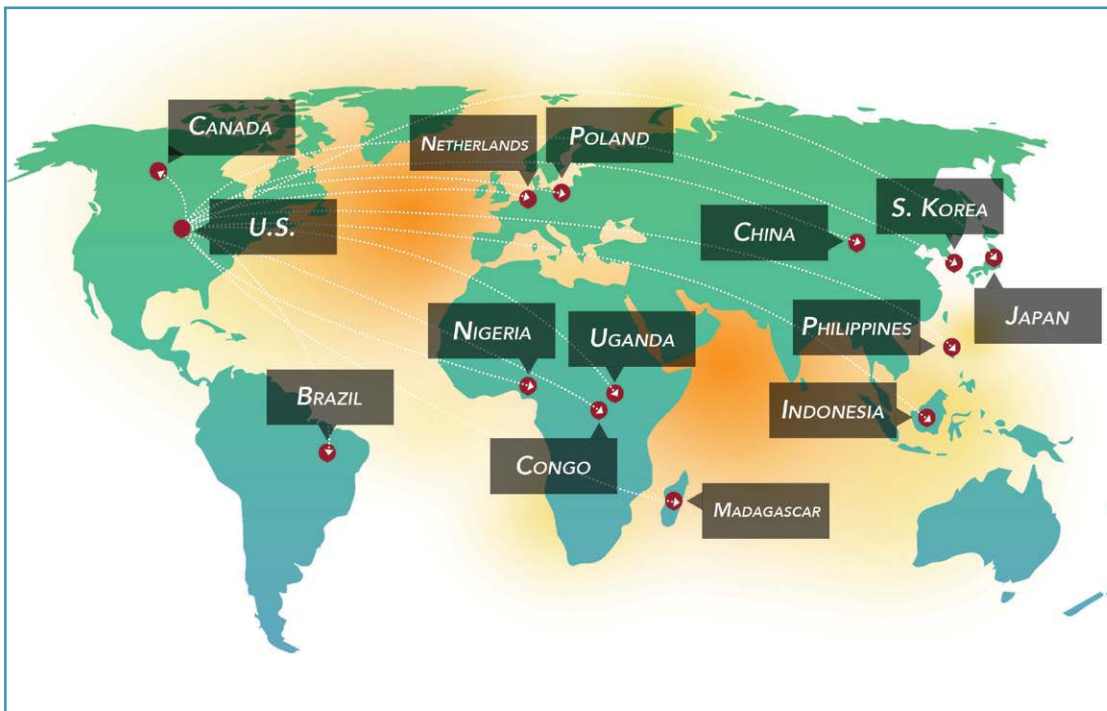 CANADA
NETHERLANDS
POLAND
U.S.
CHINA
S. KOREA
JAPAN
NIGERIA
UGANDA
PHILIPPINES
BRAZIL
INDONESIA
CONGO
MADAGASCAR